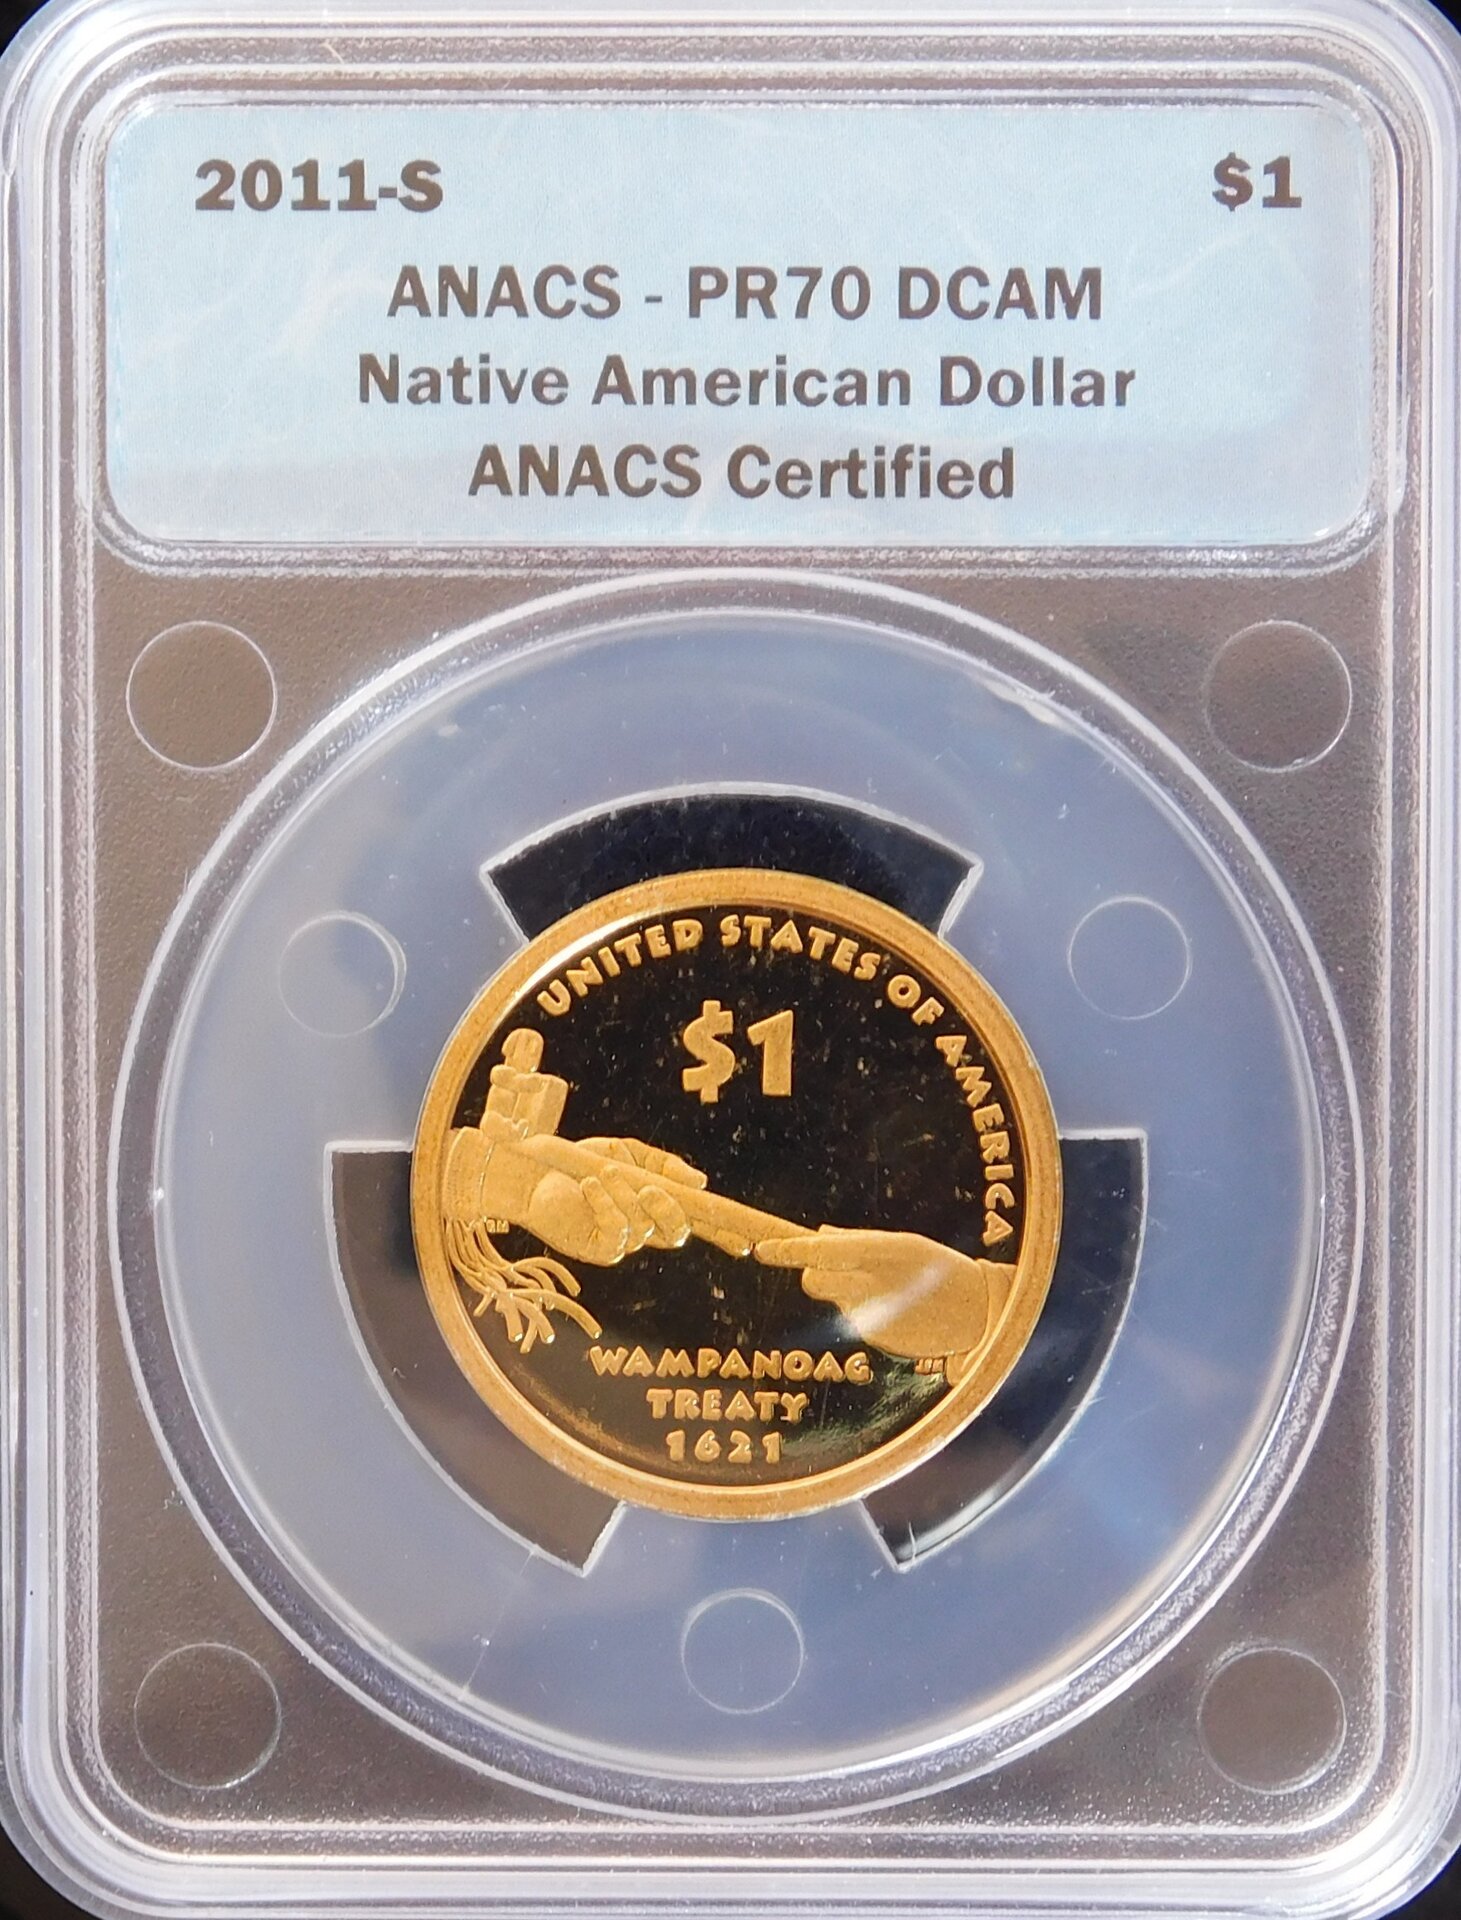 2011-S $1
ANACS - PR70 DCAM
Native American Dollar
ANACS Certified
UNITED STATES OF AMERICA
$1
WAMPANOAG
TREATY
1621